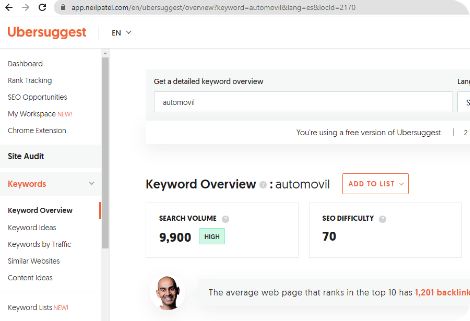 app.neilpatel.com/en/ubersuggest/overview?keyword=automovil&lang=es&locId=2170
Ubersuggest
EN
Dashboard
Rank Tracking
SEO Opportunities
My Workspace NEW!
Chrome Extension
Site Audit
Keywords
Keyword Overview
Keyword Ideas
Keywords by Traffic
Similar Websites
Content Ideas
Keyword Lists NEW!
Get a detailed keyword overview
Lan
automovil
S
You're using a free version of Ubersuggest
2
Keyword Overview : automovil
ADD TO LIST
SEARCH VOLUME
9,900 HIGH
SEO DIFFICULTY
70
The average web page that ranks in the top 10 has 1,201 backlink